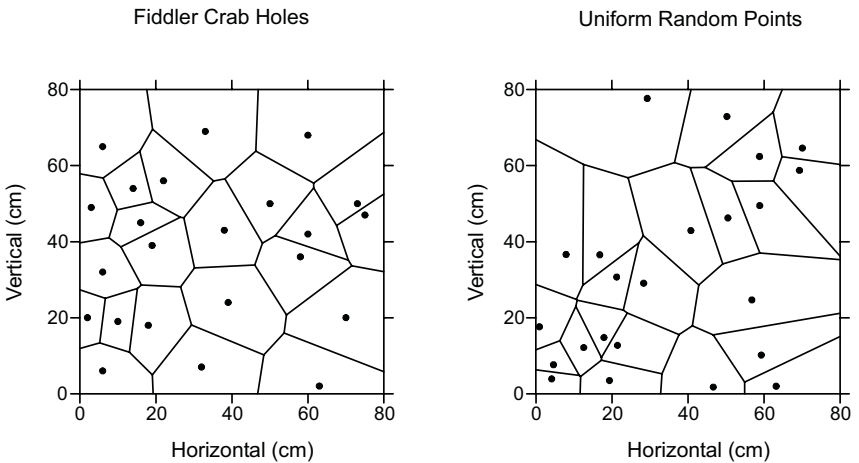 Fiddler Crab Holes
80
60
40
20
0
0 20 40 60 80
Vertical (cm)
Horizontal (cm)
Uniform Random Points
80
60
40
20
0
0 20 40 60 80
Vertical (cm)
Horizontal (cm)